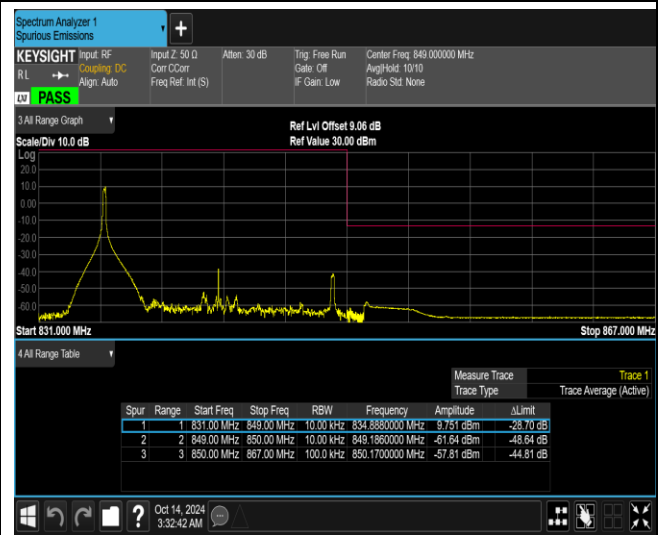 Spectrum Analyzer 1
Spurious Emissions
KEYSIGHT Input: RF Input Z: 50 Ω Atten: 30 dB Trig: Free Run Center Freq: 849.000000 MHz
RL Coupling: DC Corr CCorr Gate: Off Avg|Hold: 10/10
Align: Auto Freq Ref: Int (S) IF Gain: Low Radio Std: None
LXI PASS
3 All Range Graph
Ref Lvl Offset 9.06 dB
Scale/Div 10.0 dB Ref Value 30.00 dBm
Log
20.0
10.0
0.00
-10.0
-20.0
-30.0
-40.0
-50.0
-60.0
Start 831.000 MHz Stop 867.000 MHz
4 All Range Table
Measure Trace Trace 1
Trace Type Trace Average (Active)
Spur Range Start Freq Stop Freq RBW Frequency Amplitude ΔLimit
1 1 831.00 MHz 849.00 MHz 10.00 kHz 834.8880000 MHz 9.751 dBm -28.70 dB
2 2 849.00 MHz 850.00 MHz 10.00 kHz 849.1860000 MHz -61.64 dBm -48.64 dB
3 3 850.00 MHz 867.00 MHz 100.0 kHz 850.1700000 MHz -57.81 dBm -44.81 dB
? Oct 14, 2024
3:32:42 AM